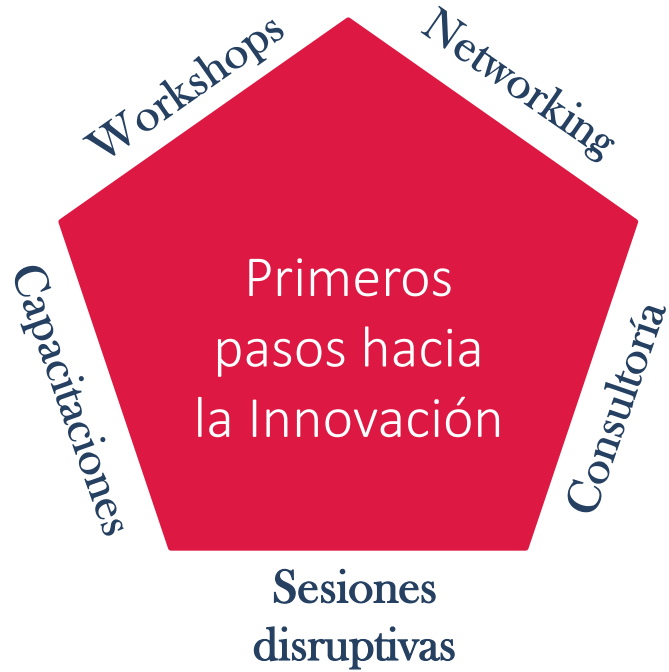 Workshops
Networking
Capacitaciones
Primeros
pasos hacia
la Innovación
Consultoría
Sesiones
disruptivas